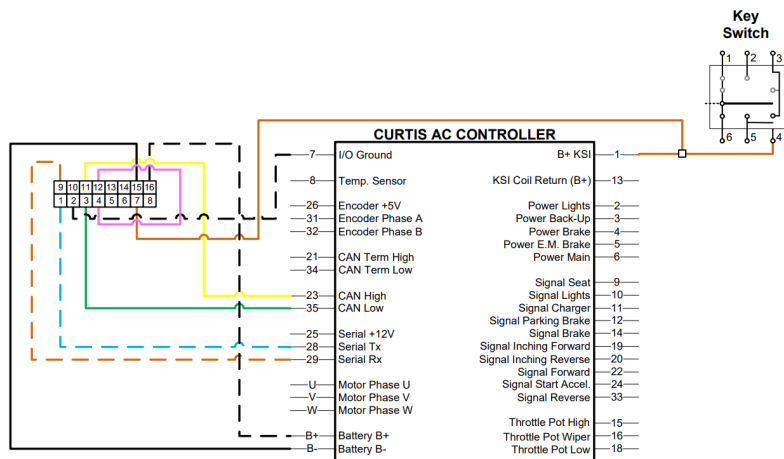 Key
Switch
1 2 3
6 5 4
CURTIS AC CONTROLLER
9 10 11 12 13 14 15 16
1 2 3 4 5 6 7 8
7 I/O Ground
8 Temp. Sensor
26 Encoder +5V
31 Encoder Phase A
32 Encoder Phase B
21 CAN Term High
34 CAN Term Low
23 CAN High
35 CAN Low
25 Serial +12V
28 Serial Tx
29 Serial Rx
U Motor Phase U
V Motor Phase V
W Motor Phase W
B+ Battery B+
B- Battery B-
B+ KSI 1
KSI Coil Return (B+) 13
Power Lights 2
Power Back-Up 3
Power Brake 4
Power E.M. Brake 5
Power Main 6
Signal Seat 9
Signal Lights 10
Signal Charger 11
Signal Parking Brake 12
Signal Brake 14
Signal Inching Forward 19
Signal Inching Reverse 20
Signal Forward 22
Signal Start Accel. 24
Signal Reverse 33
Throttle Pot High 15
Throttle Pot Wiper 16
Throttle Pot Low 18